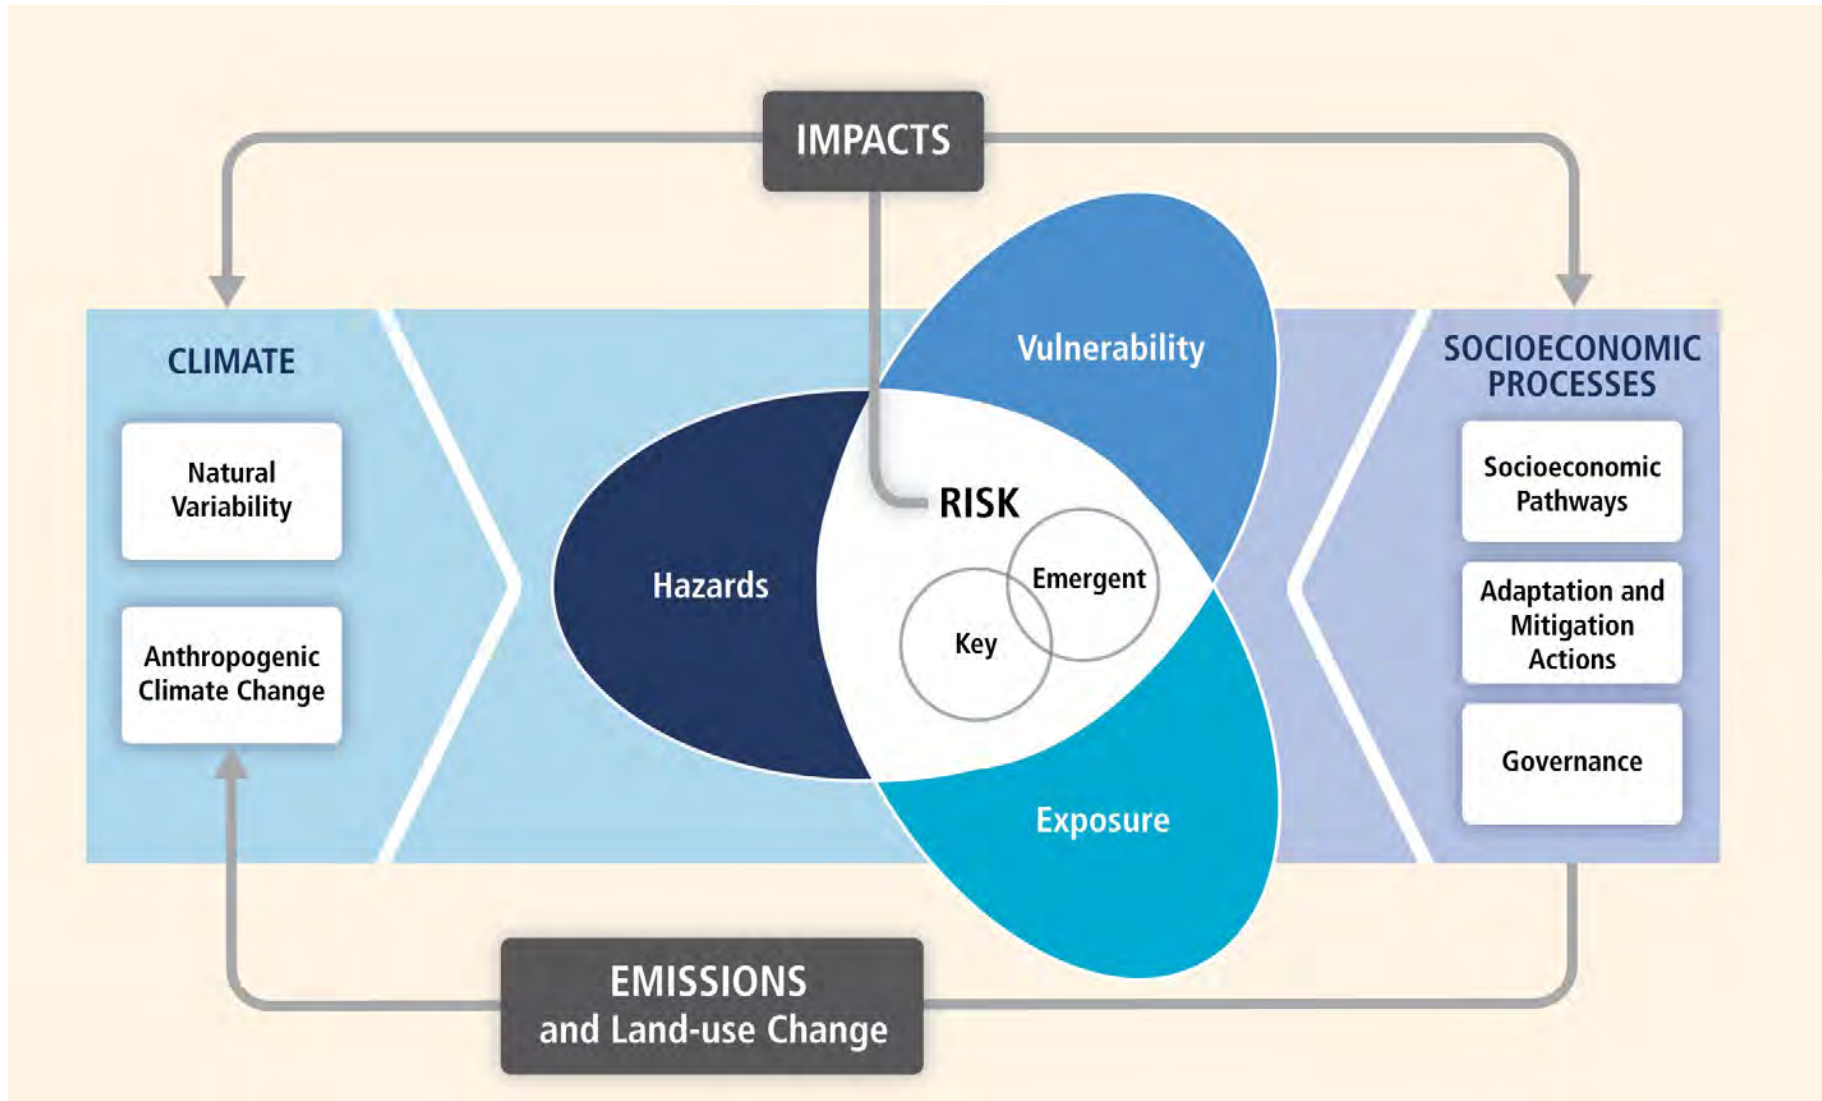 IMPACTS
CLIMATE
Natural
Variability
Anthropogenic
Climate Change
Vulnerability
Hazards
RISK
Emergent
Key
Exposure
SOCIOECONOMIC
PROCESSES
Socioeconomic
Pathways
Adaptation and
Mitigation
Actions
Governance
EMISSIONS
and Land-use Change